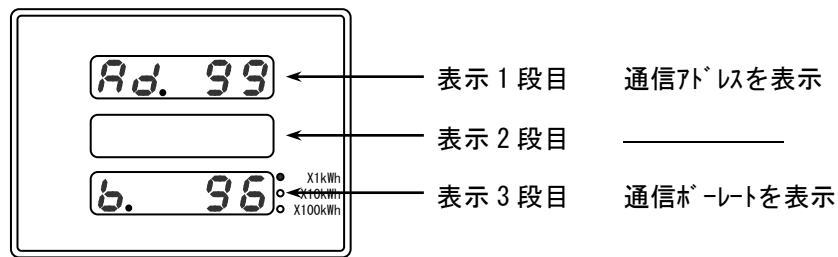 Ad. 99 表示1段目 通信ｱﾄﾞﾚｽを表示
表示2段目
b. 96 表示3段目 通信ﾎﾞｰﾚｰﾄを表示
X1kWh
X10kWh
X100kWh